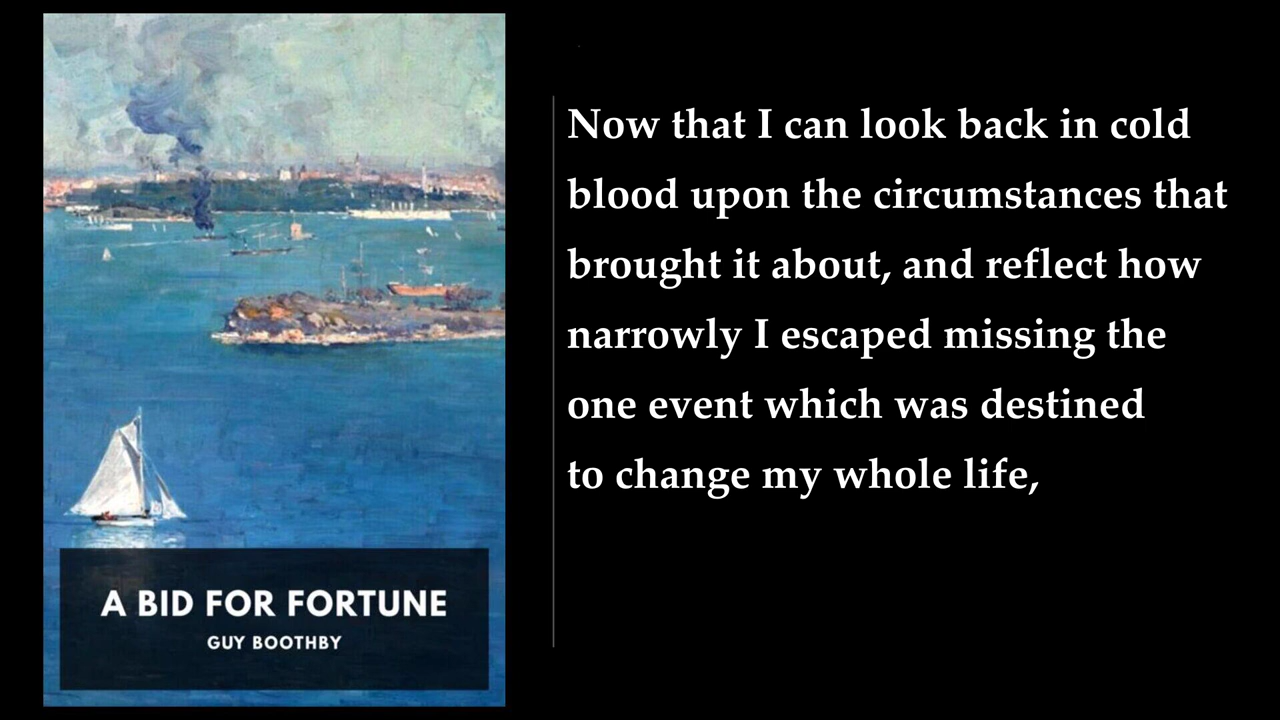 A BID FOR FORTUNE
GUY BOOTHBY
Now that I can look back in cold
blood upon the circumstances that
brought it about, and reflect how
narrowly I escaped missing the
one event which was destined
to change my whole life,